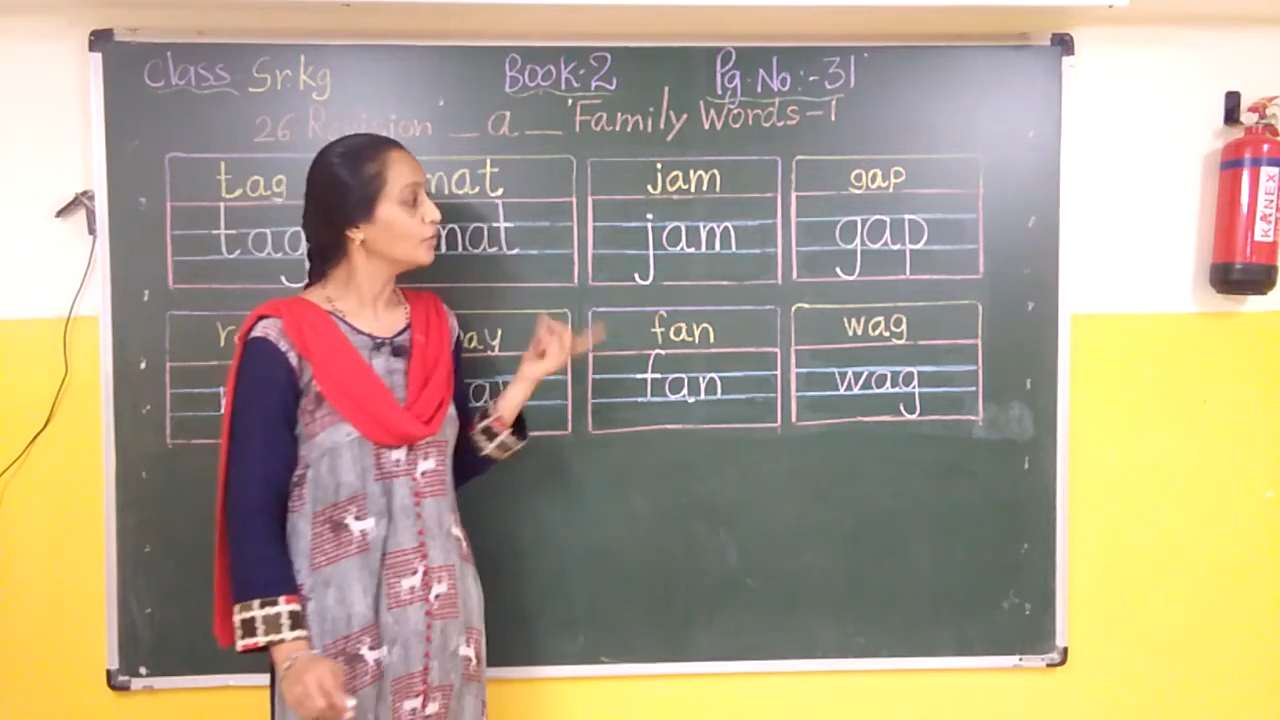 Class Sr.kg Book-2 Pg.No:-31
26 Revision _a_ Family Words-1
tag mat jam gap
tag mat jam gap
fan wag
fan wag
KANEX